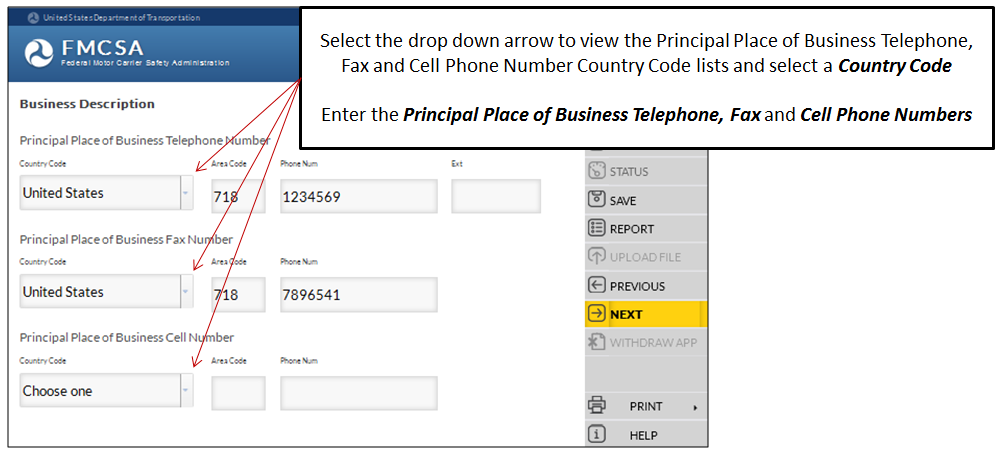 United States Department of Transportation
FMCSA
Federal Motor Carrier Safety Administration
Select the drop down arrow to view the Principal Place of Business Telephone,
Fax and Cell Phone Number Country Code lists and select a Country Code
Enter the Principal Place of Business Telephone, Fax and Cell Phone Numbers
Business Description
Principal Place of Business Telephone Number
Country Code Area Code Phone Num Ext
United States 718 1234569
Principal Place of Business Fax Number
Country Code Area Code Phone Num
United States 718 7896541
Principal Place of Business Cell Number
Country Code Area Code Phone Num
Choose one
STATUS
SAVE
REPORT
UPLOAD FILE
PREVIOUS
NEXT
WITHDRAW APP
PRINT
HELP